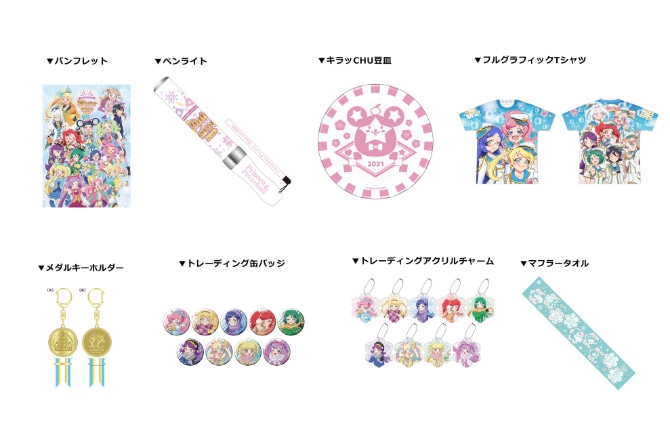 ▼パンフレット
▼ペンライト
▼キラッCHU豆皿
▼フルグラフィックTシャツ
2021
▼メダルキーホルダー
▼トレーディング缶バッジ
▼トレーディングアクリルチャーム
▼マフラータオル